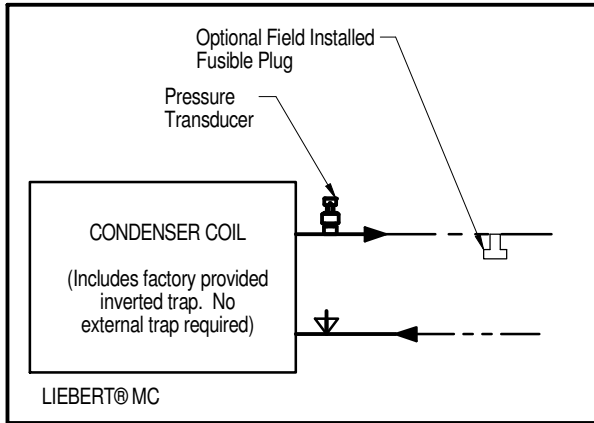 Optional Field Installed
Fusible Plug
Pressure
Transducer
CONDENSER COIL
(Includes factory provided
inverted trap.  No
external trap required)
LIEBERT® MC